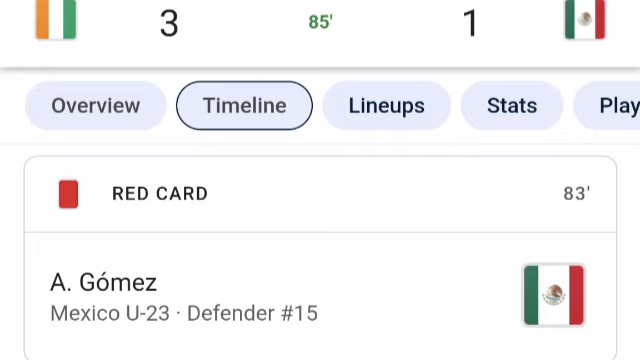 3 85' 1
Overview Timeline Lineups Stats Play
RED CARD 83'
A. Gómez
Mexico U-23 · Defender #15